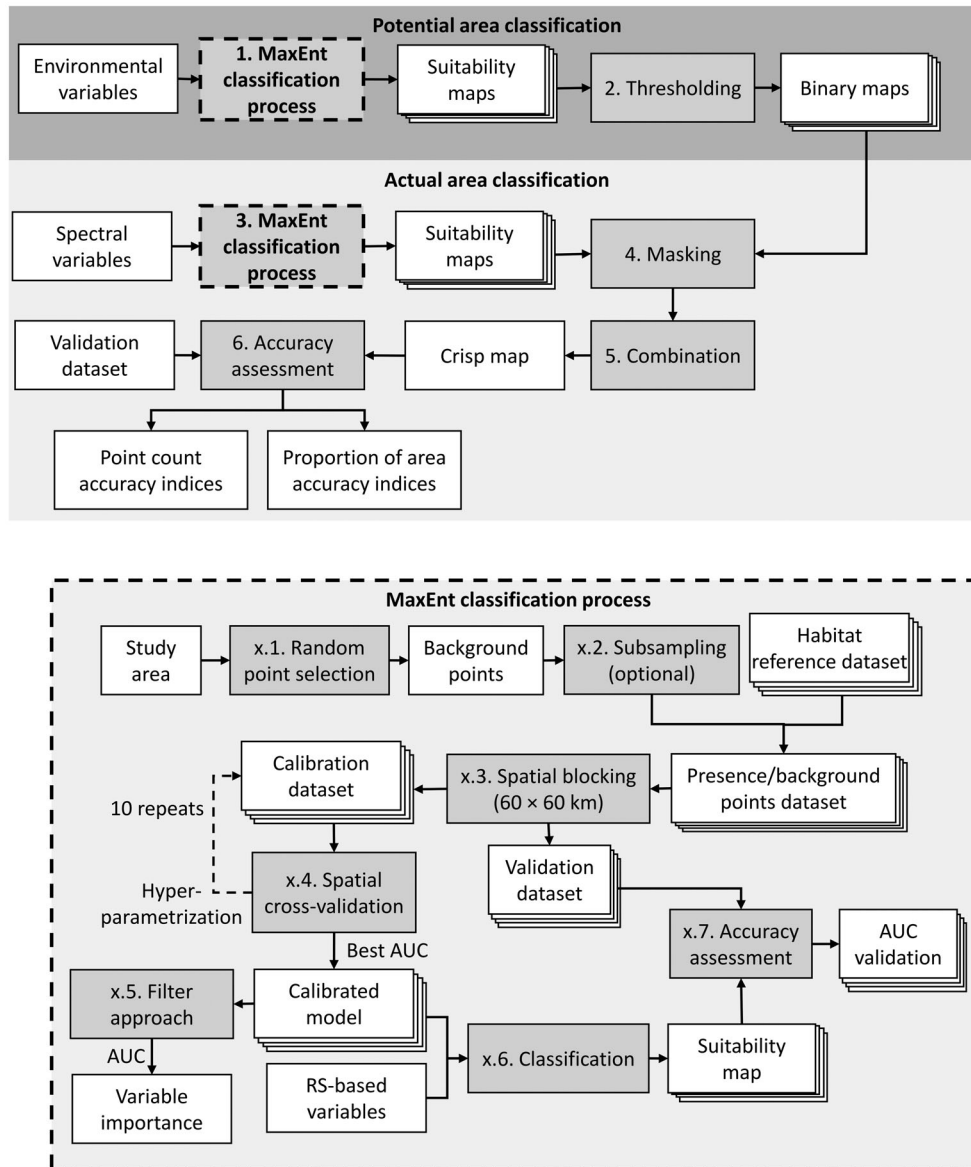 Potential area classification
Environmental
variables
1. MaxEnt
classification
process
Suitability
maps
2. Thresholding
Binary maps
Actual area classification
Spectral
variables
3. MaxEnt
classification
process
Suitability
maps
4. Masking
Validation
dataset
6. Accuracy
assessment
Crisp map
5. Combination
Point count
accuracy indices
Proportion of area
accuracy indices
MaxEnt classification process
Study
area
x.1. Random
point selection
Background
points
x.2. Subsampling
(optional)
Habitat
reference dataset
Calibration
dataset
x.3. Spatial blocking
(60 × 60 km)
Presence/background
points dataset
10 repeats
Validation
dataset
Hyper-
parametrization
x.4. Spatial
cross-validation
x.7. Accuracy
assessment
AUC
validation
Best AUC
x.5. Filter
approach
Calibrated
model
AUC
x.6. Classification
Suitability
map
Variable
importance
RS-based
variables